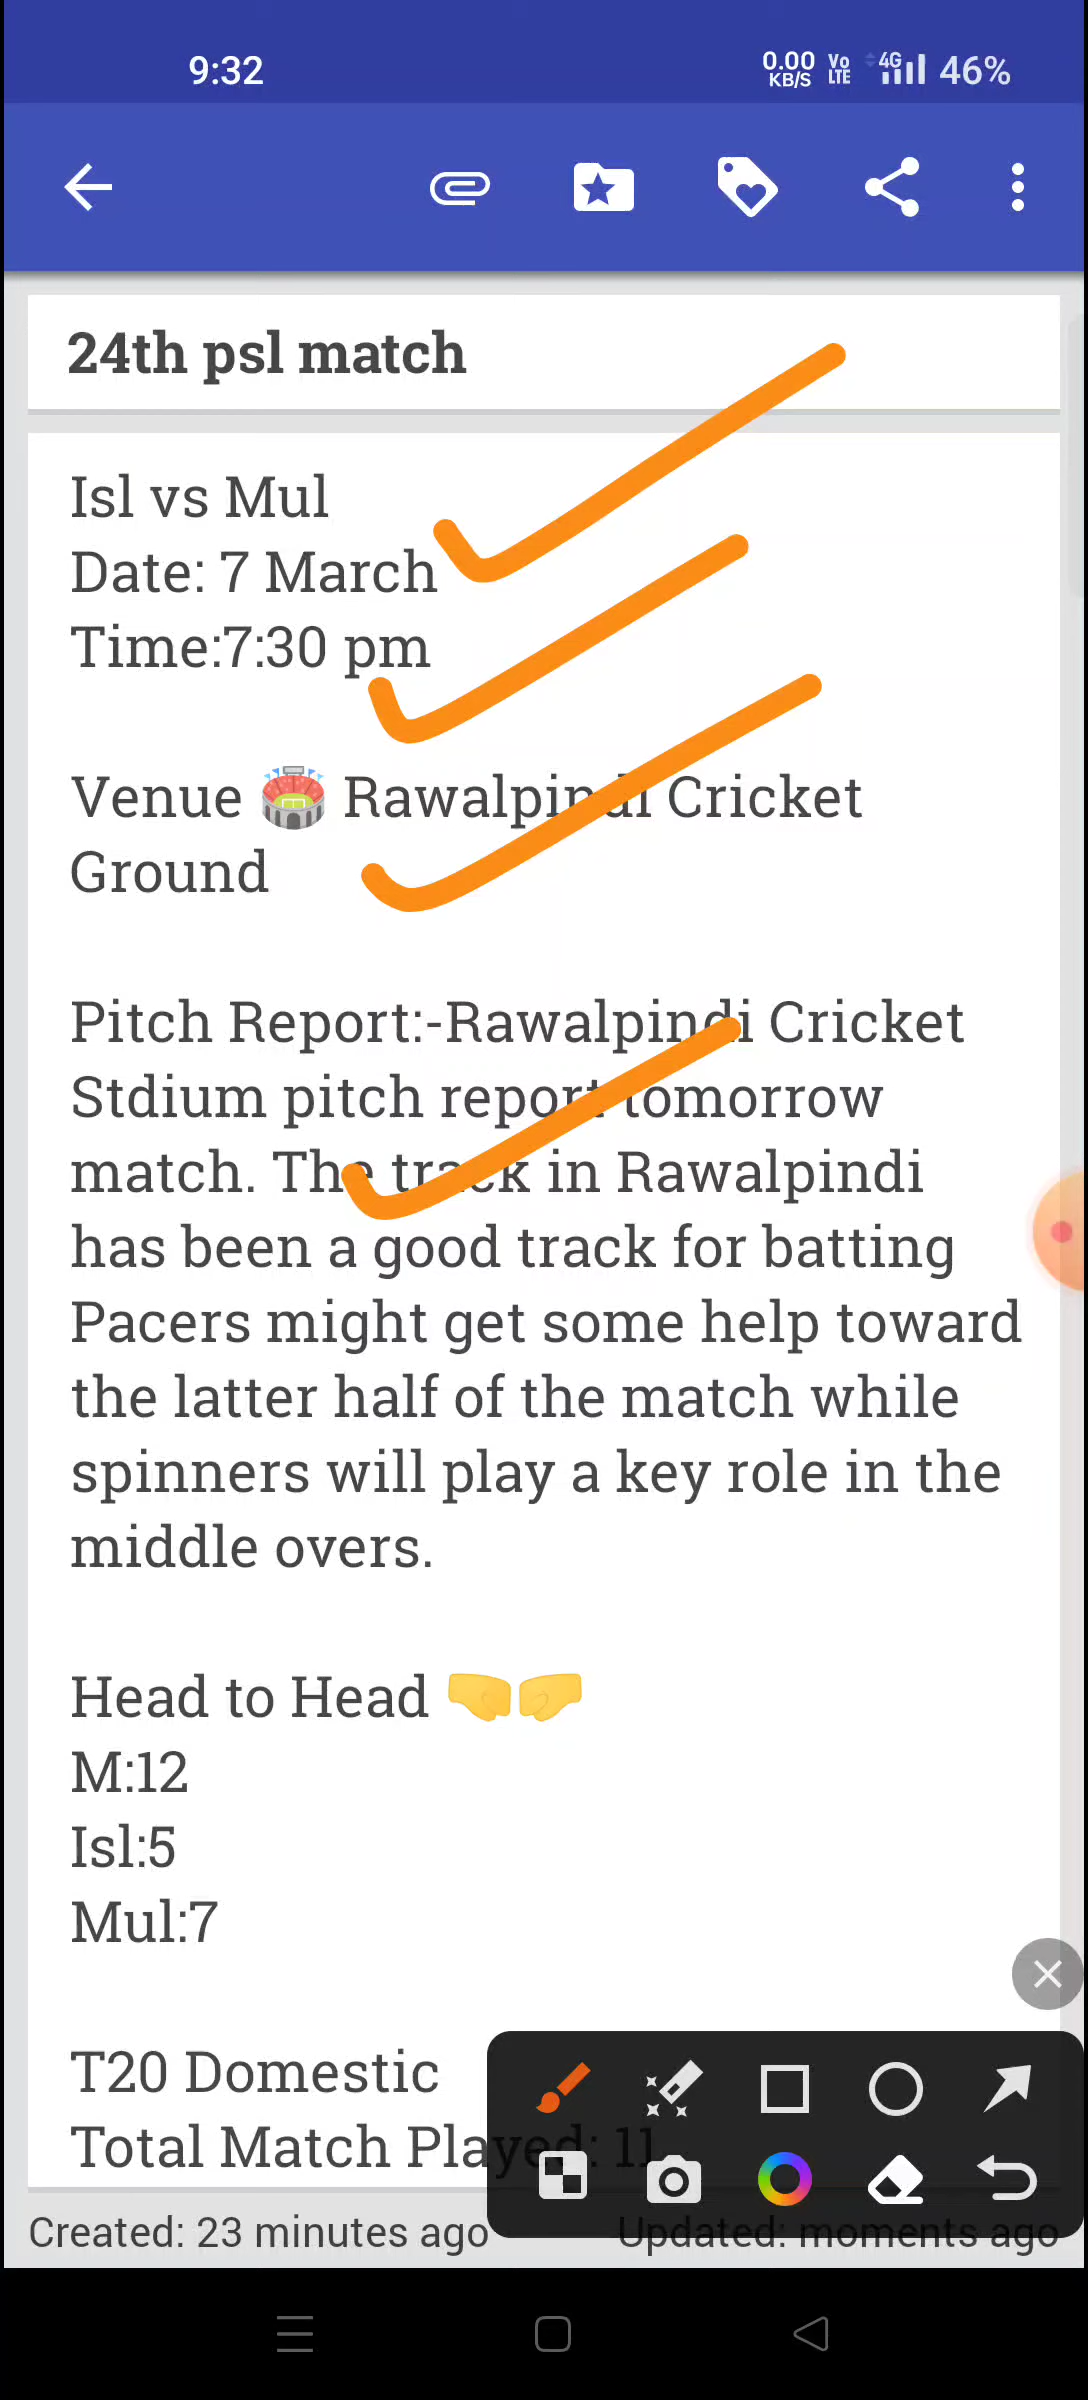 9:32
0.00 KB/S Vo LTE 4G 46%
24th psl match
Isl vs Mul
Date: 7 March
Time:7:30 pm
Venue 🏟️ Rawalpindi Cricket
Ground
Pitch Report:-Rawalpindi Cricket
Stdium pitch report tomorrow
match. The track in Rawalpindi
has been a good track for batting
Pacers might get some help toward
the latter half of the match while
spinners will play a key role in the
middle overs.
Head to Head 🤜🤛
M:12
Isl:5
Mul:7
T20 Domestic
Total Match Played: 11
Created: 23 minutes ago
Updated: moments ago